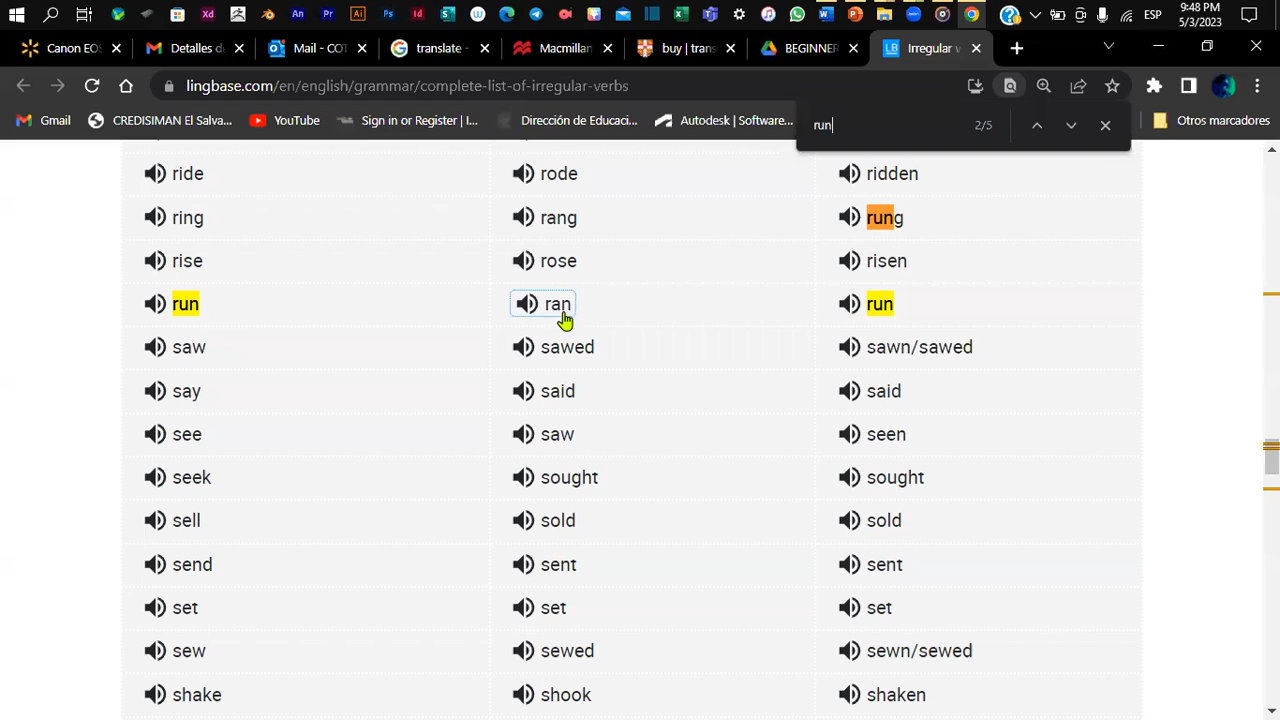 9:48 PM
ESP
5/3/2023
Canón EOS
Detalles de
Mail - COT
translate -
Macmillan
buy | trans
BEGINNER
Irregular v
lingbase.com/en/english/grammar/complete-list-of-irregular-verbs
Gmail CREDISIMAN El Salva... YouTube Sign in or Register | I... Dirección de Educaci... Autodesk | Software... Otros marcadores
run 2/5
ride rode ridden
ring rang rung
rise rose risen
run ran run
saw sawed sawn/sawed
say said said
see saw seen
seek sought sought
sell sold sold
send sent sent
set set set
sew sewed sewn/sewed
shake shook shaken